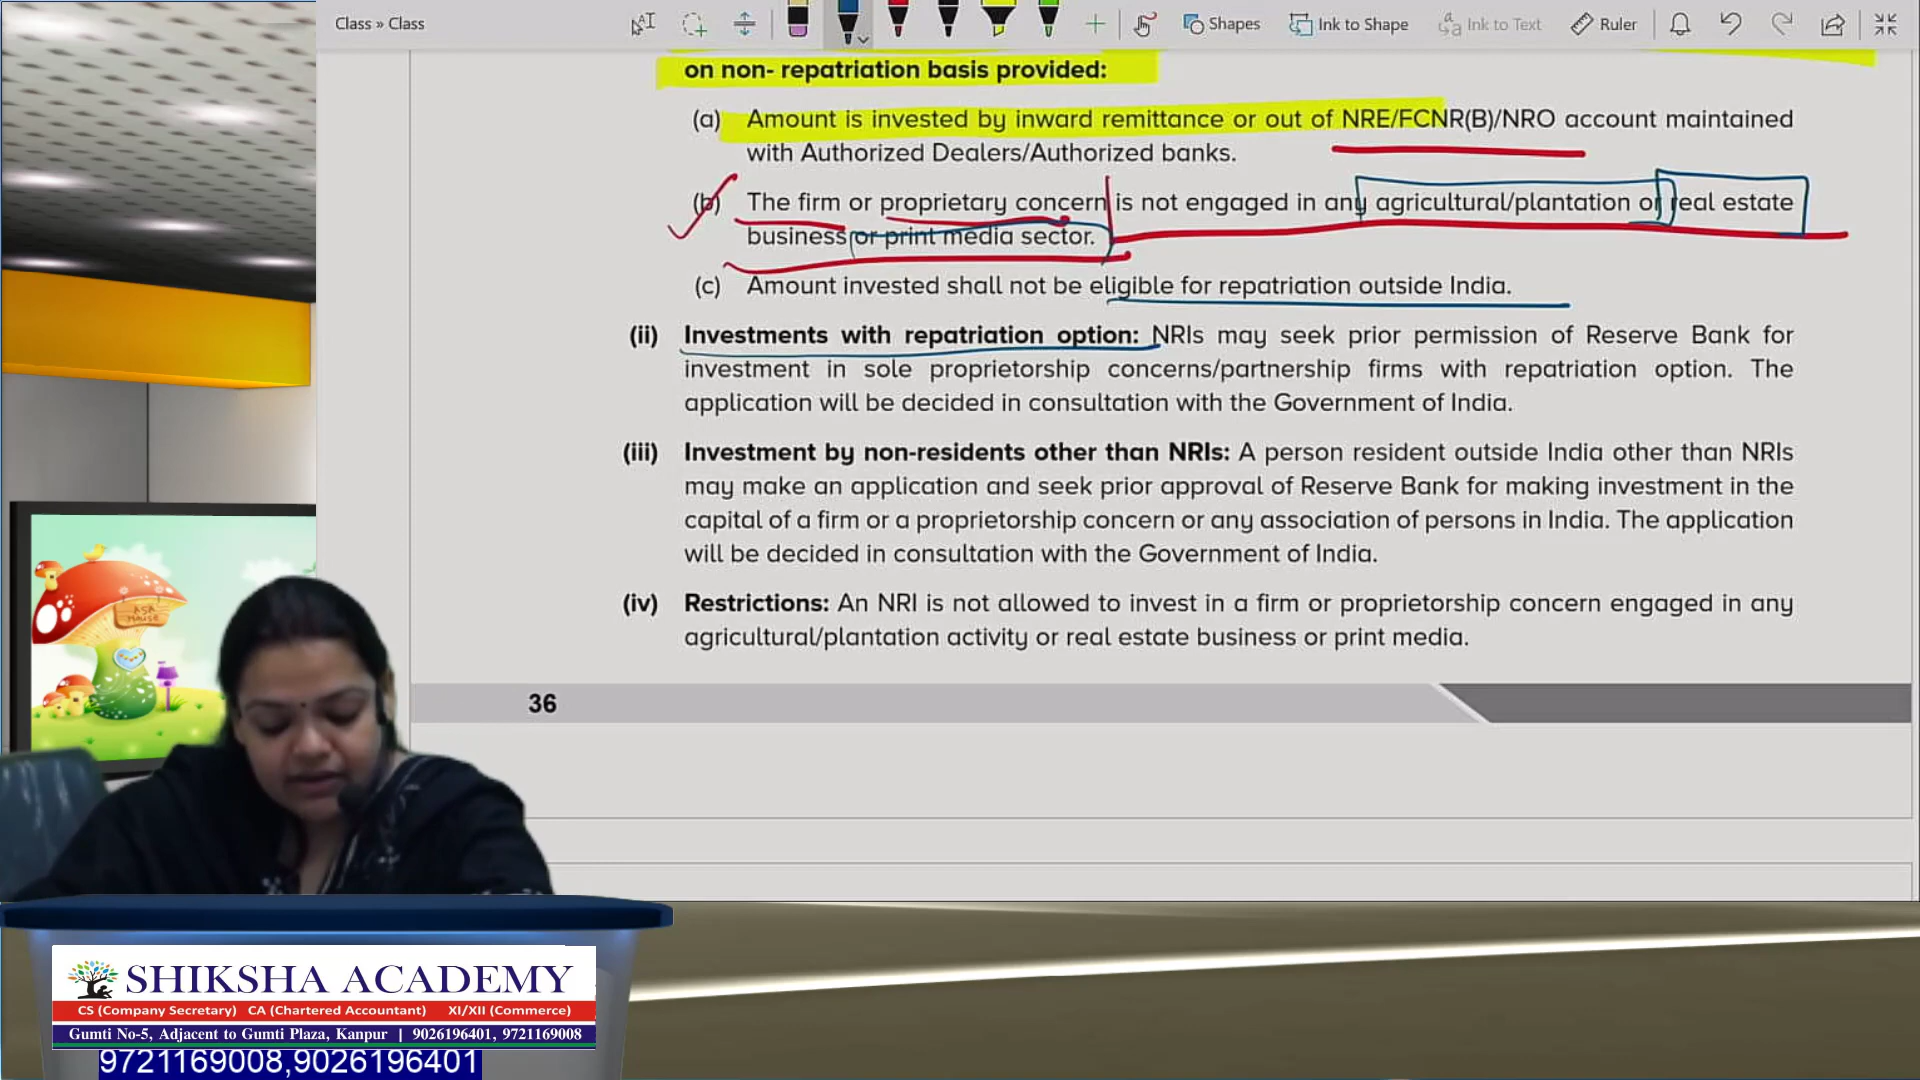 Class » Class
Shapes
Ink to Shape
Ink to Text
Ruler
on non- repatriation basis provided:
(a) Amount is invested by inward remittance or out of NRE/FCNR(B)/NRO account maintained
with Authorized Dealers/Authorized banks.
(b) The firm or proprietary concern is not engaged in any agricultural/plantation or real estate
business or print media sector.
(c) Amount invested shall not be eligible for repatriation outside India.
(ii) Investments with repatriation option: NRIs may seek prior permission of Reserve Bank for
investment in sole proprietorship concerns/partnership firms with repatriation option. The
application will be decided in consultation with the Government of India.
(iii) Investment by non-residents other than NRIs: A person resident outside India other than NRIs
may make an application and seek prior approval of Reserve Bank for making investment in the
capital of a firm or a proprietorship concern or any association of persons in India. The application
will be decided in consultation with the Government of India.
(iv) Restrictions: An NRI is not allowed to invest in a firm or proprietorship concern engaged in any
agricultural/plantation activity or real estate business or print media.
36
SHIKSHA ACADEMY
CS (Company Secretary) CA (Chartered Accountant) XI/XII (Commerce)
Gumti No-5, Adjacent to Gumti Plaza, Kanpur | 9026196401, 9721169008
9721169008,9026196401